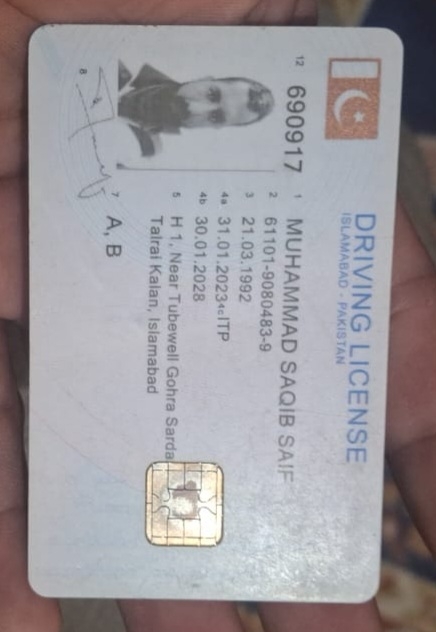 DRIVING LICENSE
ISLAMABAD - PAKISTAN
12 690917
1 MUHAMMAD SAQIB SAIF
2 61101-9080483-9
3 21.03.1992
4a 31.01.2023 4c ITP
4b 30.01.2028
5 H 1, Near Tubewell Gohra Sarda
Talrai Kalan, Islamabad
7 A, B
8